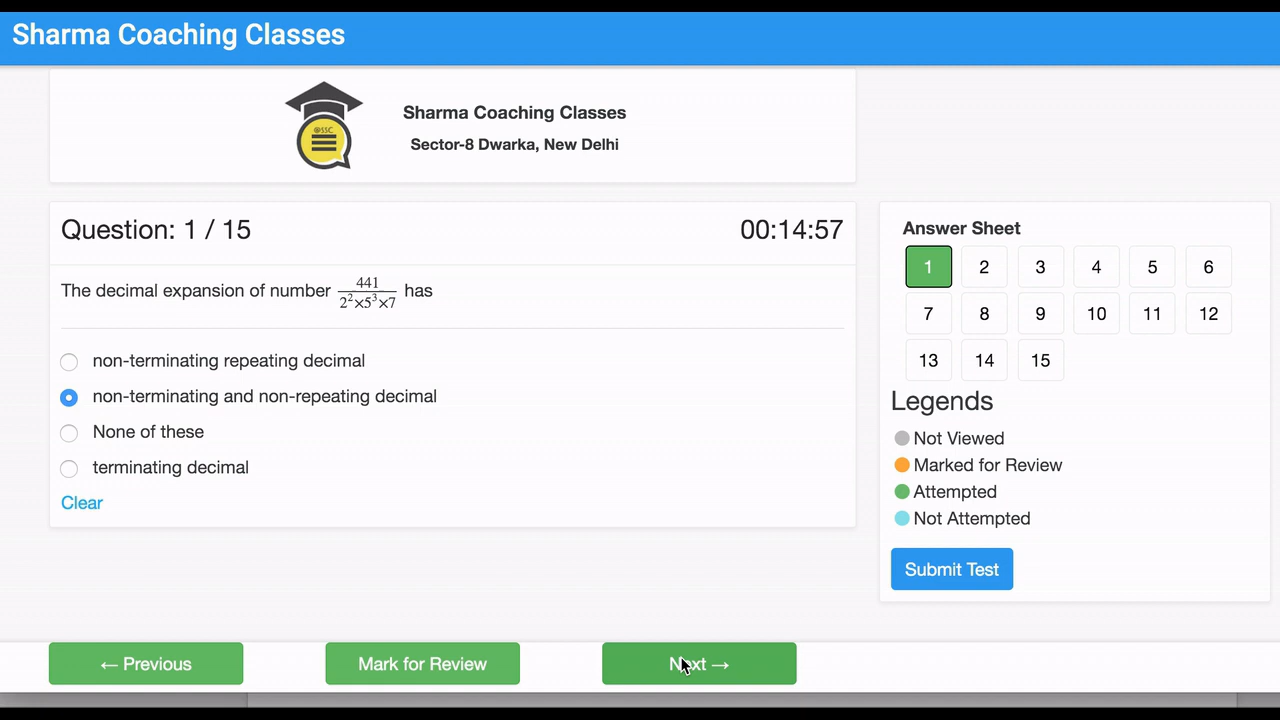 Sharma Coaching Classes
@SSC
Sharma Coaching Classes
Sector-8 Dwarka, New Delhi
Question: 1 / 15
00:14:57
The decimal expansion of number 441/2²×5³×7 has
non-terminating repeating decimal
non-terminating and non-repeating decimal
None of these
terminating decimal
Clear
Answer Sheet
1 2 3 4 5 6
7 8 9 10 11 12
13 14 15
Legends
Not Viewed
Marked for Review
Attempted
Not Attempted
Submit Test
← Previous
Mark for Review
Next →